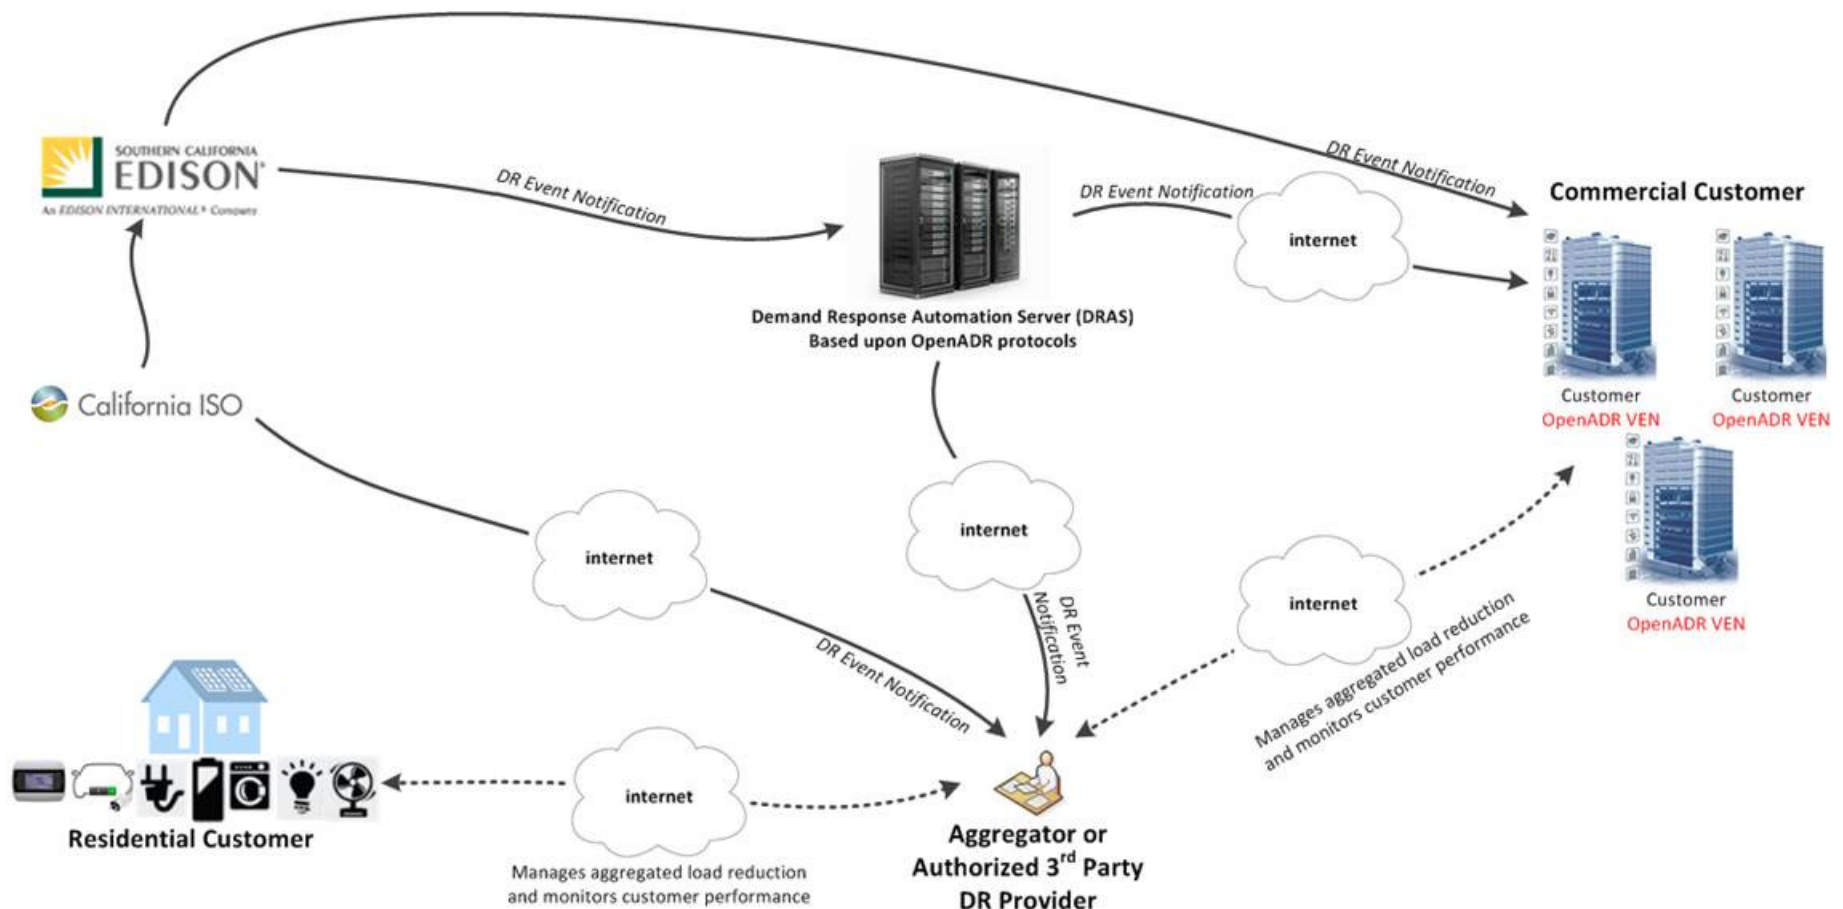 SOUTHERN CALIFORNIA
EDISON®
An EDISON INTERNATIONAL® Company
DR Event Notification
DR Event Notification
DR Event Notification
internet
Commercial Customer
Demand Response Automation Server (DRAS)
Based upon OpenADR protocols
California ISO
Customer
OpenADR VEN
Customer
OpenADR VEN
Customer
OpenADR VEN
internet
internet
internet
DR Event
Notification
DR Event Notification
Manages aggregated load reduction
and monitors customer performance
internet
Residential Customer
Manages aggregated load reduction
and monitors customer performance
Aggregator or
Authorized 3rd Party
DR Provider